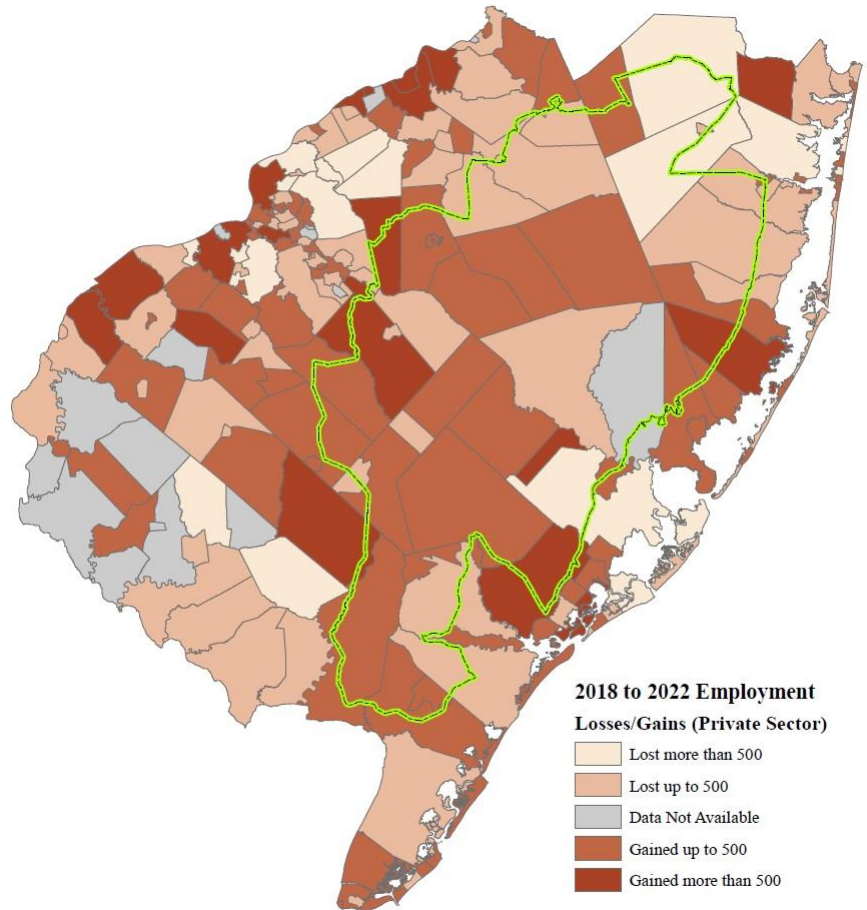 2018 to 2022 Employment
Losses/Gains (Private Sector)
Lost more than 500
Lost up to 500
Data Not Available
Gained up to 500
Gained more than 500